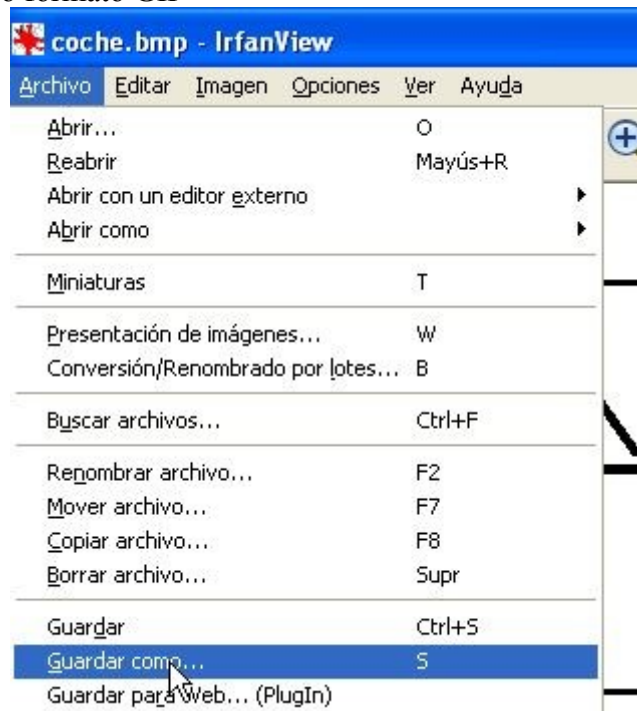 coche.bmp - IrfanView
Archivo Editar Imagen Opciones Ver Ayuda
Abrir... O
Reabrir Mayús+R
Abrir con un editor externo
Abrir como
Miniaturas T
Presentación de imágenes... W
Conversión/Renombrado por lotes... B
Buscar archivos... Ctrl+F
Renombrar archivo... F2
Mover archivo... F7
Copiar archivo... F8
Borrar archivo... Supr
Guardar Ctrl+S
Guardar como... S
Guardar para Web... (PlugIn)